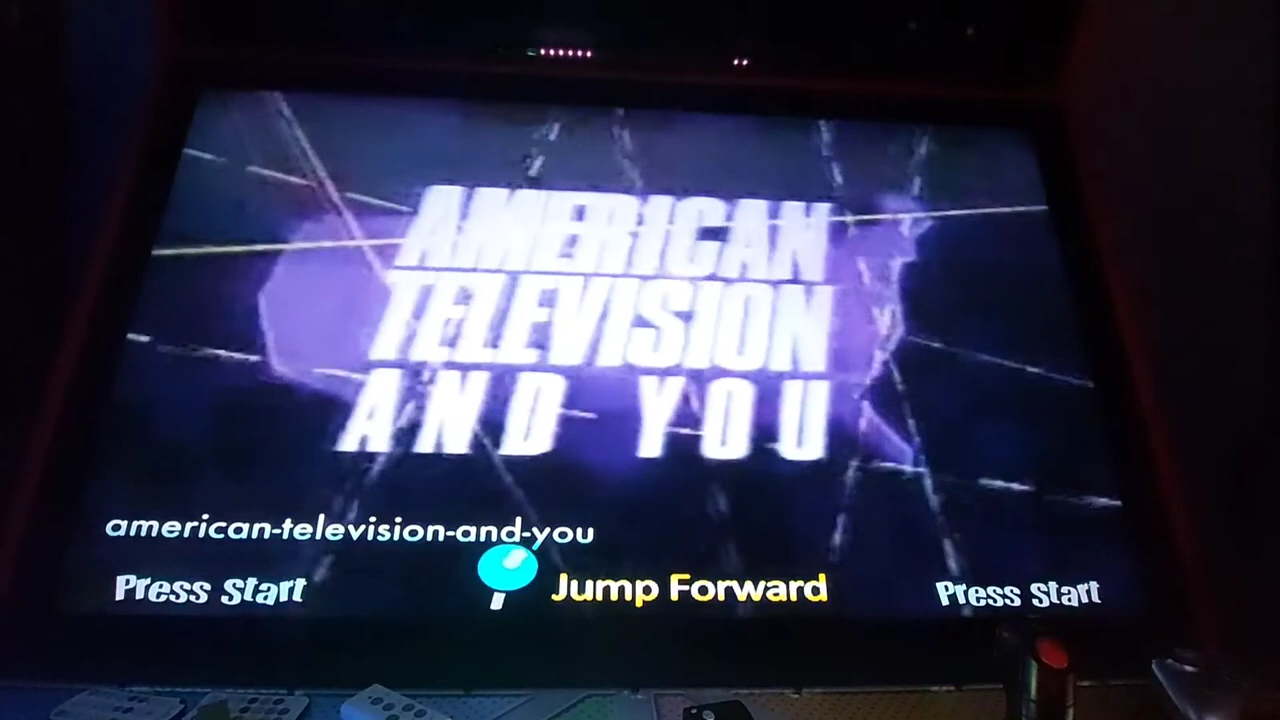 AMERICAN
TELEVISION
AND YOU
american-television-and-you
Press Start
Jump Forward
Press Start